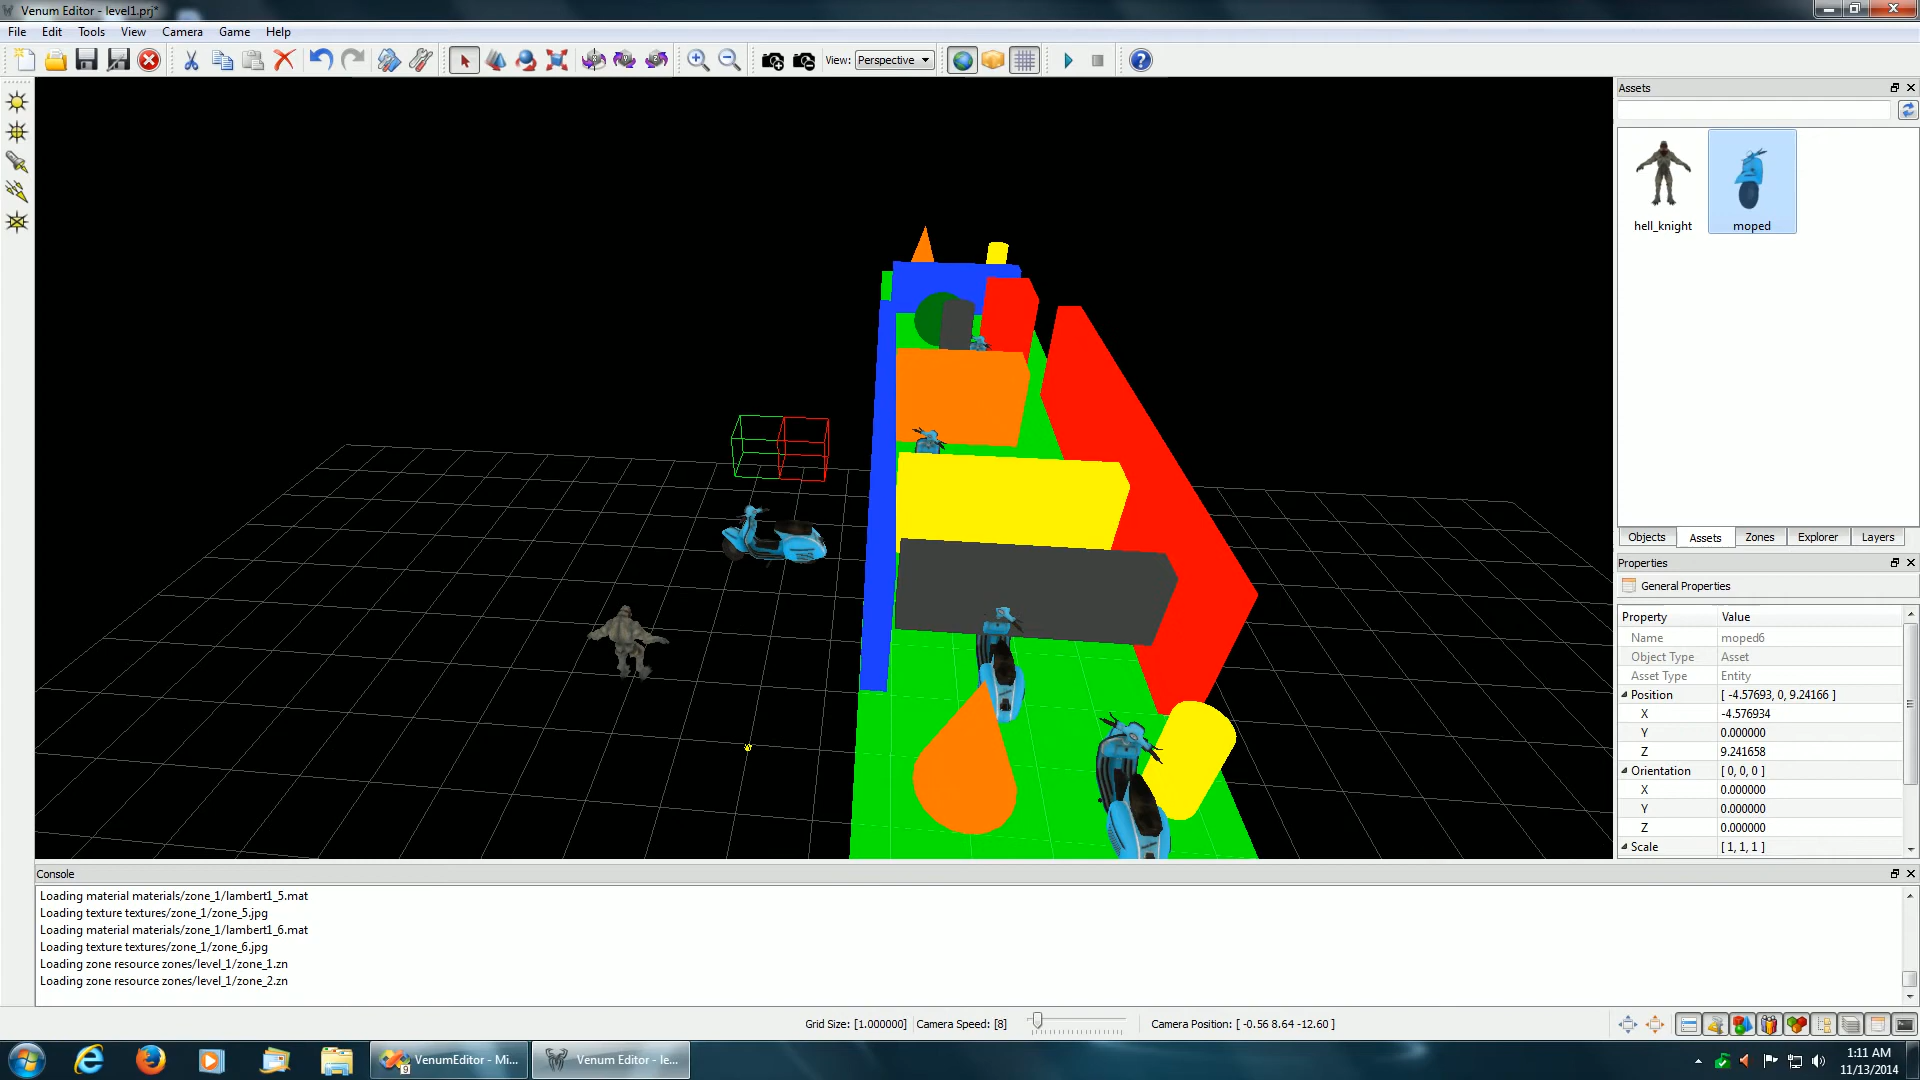 Venum Editor - level1.prj*
File Edit Tools View Camera Game Help
View: Perspective
Assets
hell_knight moped
Objects Assets Zones Explorer Layers
Properties
General Properties
Property Value
Name moped6
Object Type Asset
Asset Type Entity
Position [ -4.57693, 0, 9.24166 ]
X -4.576934
Y 0.000000
Z 9.241658
Orientation [ 0, 0, 0 ]
X 0.000000
Y 0.000000
Z 0.000000
Scale [ 1, 1, 1 ]
Console
Loading material materials/zone_1/lambert1_5.mat
Loading texture textures/zone_1/zone_5.jpg
Loading material materials/zone_1/lambert1_6.mat
Loading texture textures/zone_1/zone_6.jpg
Loading zone resource zones/level_1/zone_1.zn
Loading zone resource zones/level_1/zone_2.zn
Grid Size: [1.000000] Camera Speed: [8] Camera Position: [ -0.56 8.64 -12.60 ]
9 VenumEditor - Mi... Venum Editor - le...
1:11 AM
11/13/2014